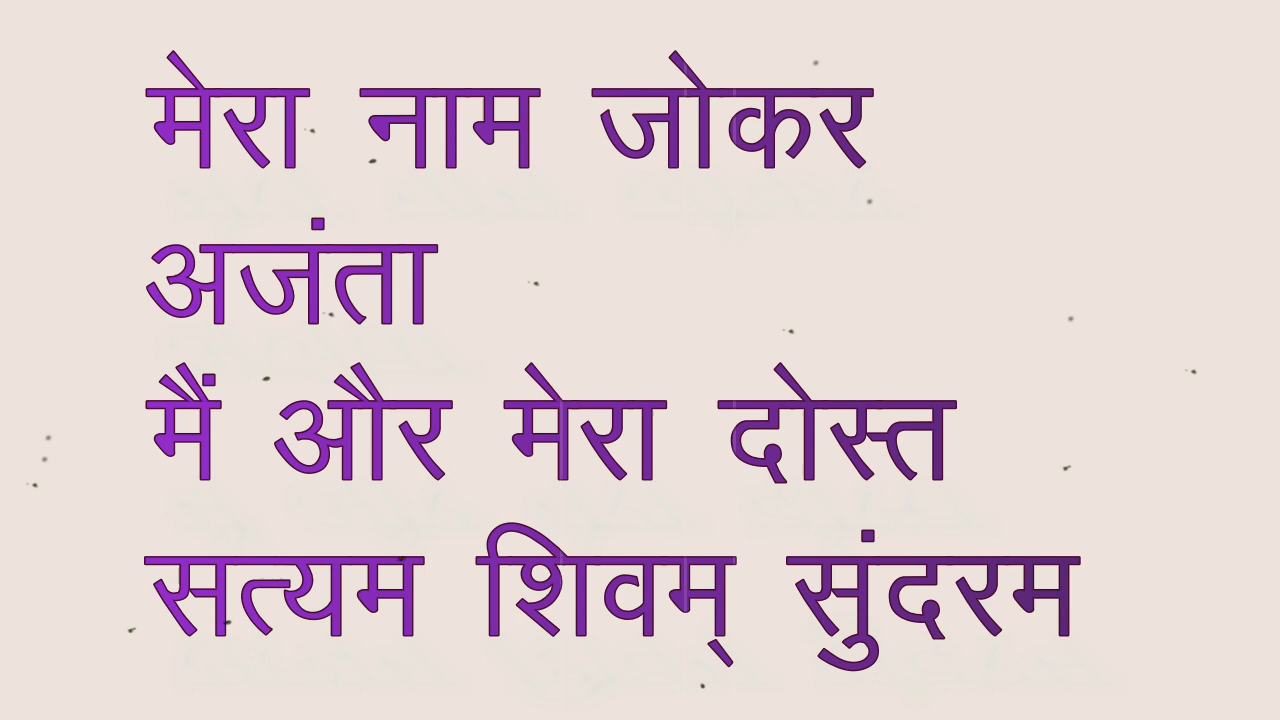 मेरा नाम जोकर
अजंता
मैं और मेरा दोस्त
सत्यम शिवम् सुंदरम